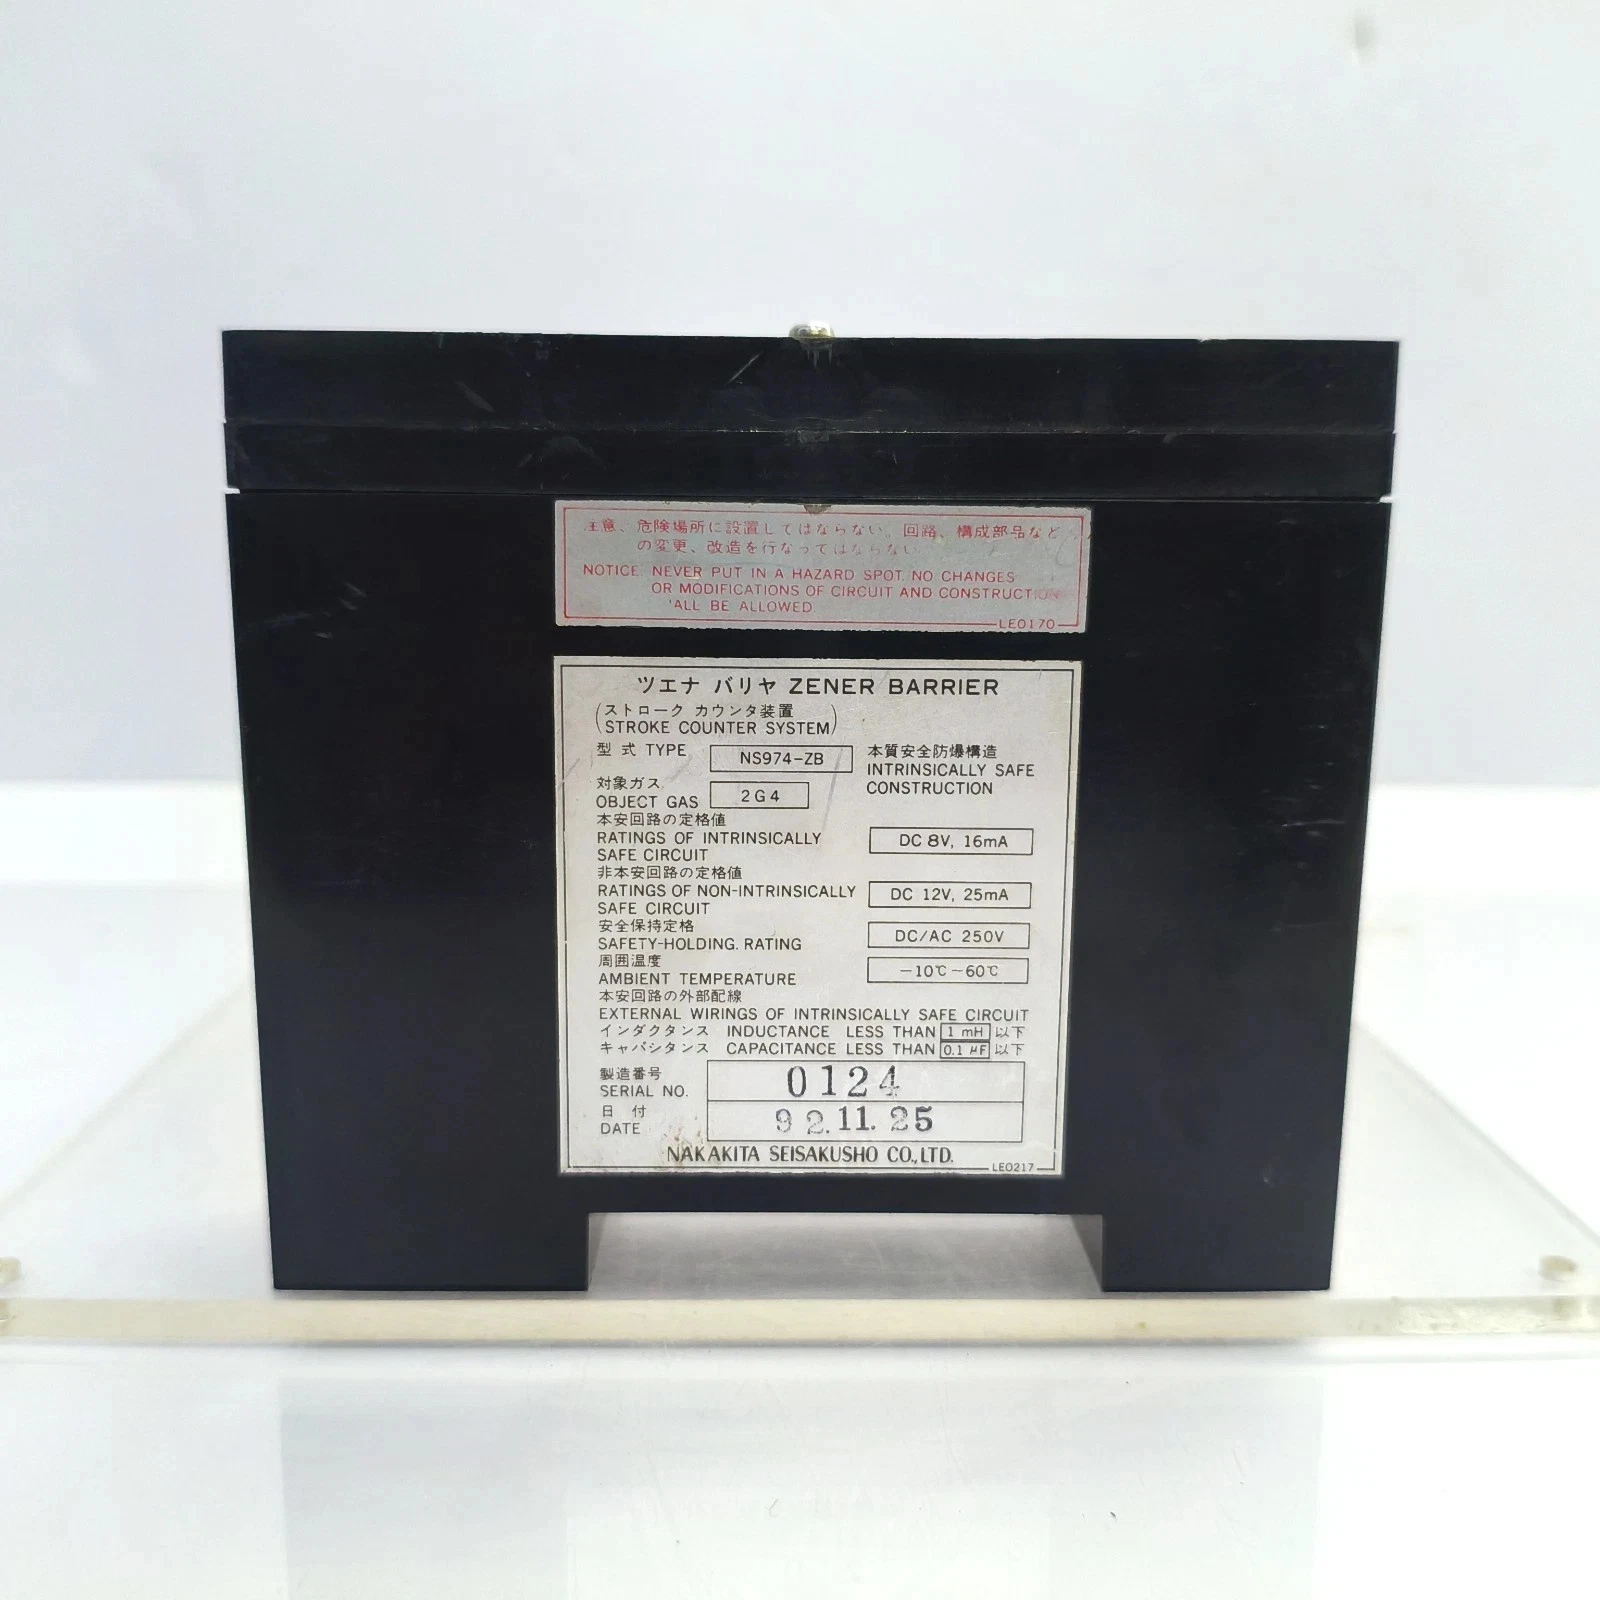 注意、危険場所に設置してはならない。回路、構成部品など
の変更、改造を行なってはならない。
NOTICE. NEVER PUT IN A HAZARD SPOT. NO CHANGES
OR MODIFICATIONS OF CIRCUIT AND CONSTRUCTION
'ALL BE ALLOWED.
LE0170
ツエナ バリヤ ZENER BARRIER
(ストローク カウンタ装置
STROKE COUNTER SYSTEM)
型式 TYPE NS974-ZB 本質安全防爆構造
INTRINSICALLY SAFE
CONSTRUCTION
対象ガス
OBJECT GAS 2G4
本安回路の定格値
RATINGS OF INTRINSICALLY
SAFE CIRCUIT DC 8V, 16mA
非本安回路の定格値
RATINGS OF NON-INTRINSICALLY
SAFE CIRCUIT DC 12V, 25mA
安全保持定格
SAFETY-HOLDING. RATING DC/AC 250V
周囲温度
AMBIENT TEMPERATURE -10℃~60℃
本安回路の外部配線
EXTERNAL WIRINGS OF INTRINSICALLY SAFE CIRCUIT
インダクタンス INDUCTANCE LESS THAN 1 mH 以下
キャパシタンス CAPACITANCE LESS THAN 0.1 μF 以下
製造番号
SERIAL NO. 0124
日付
DATE 92.11.25
NAKAKITA SEISAKUSHO CO.,LTD.
LE0217